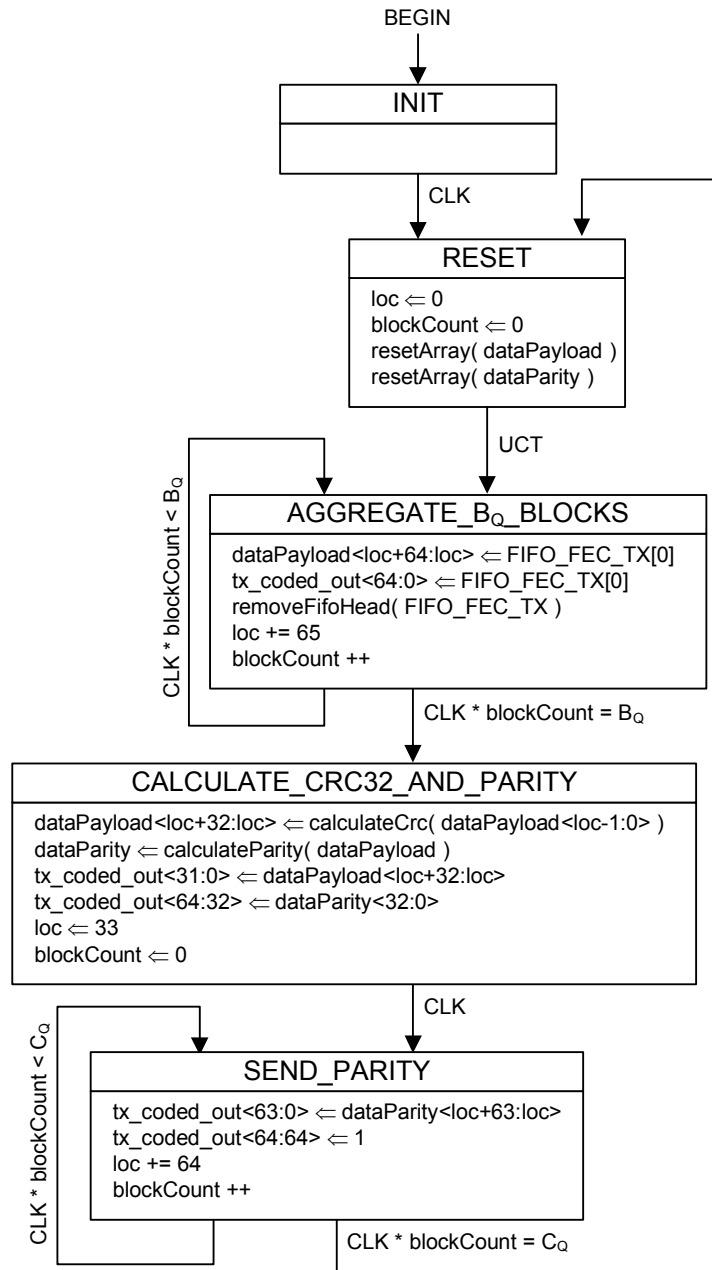 BEGIN
INIT
CLK
RESET
loc ⇐ 0
blockCount ⇐ 0
resetArray( dataPayload )
resetArray( dataParity )
UCT
CLK * blockCount < BQ
AGGREGATE_BQ_BLOCKS
dataPayload<loc+64:loc> ⇐ FIFO_FEC_TX[0]
tx_coded_out<64:0> ⇐ FIFO_FEC_TX[0]
removeFifoHead( FIFO_FEC_TX )
loc += 65
blockCount ++
CLK * blockCount = BQ
CALCULATE_CRC32_AND_PARITY
dataPayload<loc+32:loc> ⇐ calculateCrc( dataPayload<loc-1:0> )
dataParity ⇐ calculateParity( dataPayload )
tx_coded_out<31:0> ⇐ dataPayload<loc+32:loc>
tx_coded_out<64:32> ⇐ dataParity<32:0>
loc ⇐ 33
blockCount ⇐ 0
CLK
CLK * blockCount < CQ
SEND_PARITY
tx_coded_out<63:0> ⇐ dataParity<loc+63:loc>
tx_coded_out<64:64> ⇐ 1
loc += 64
blockCount ++
CLK * blockCount = CQ